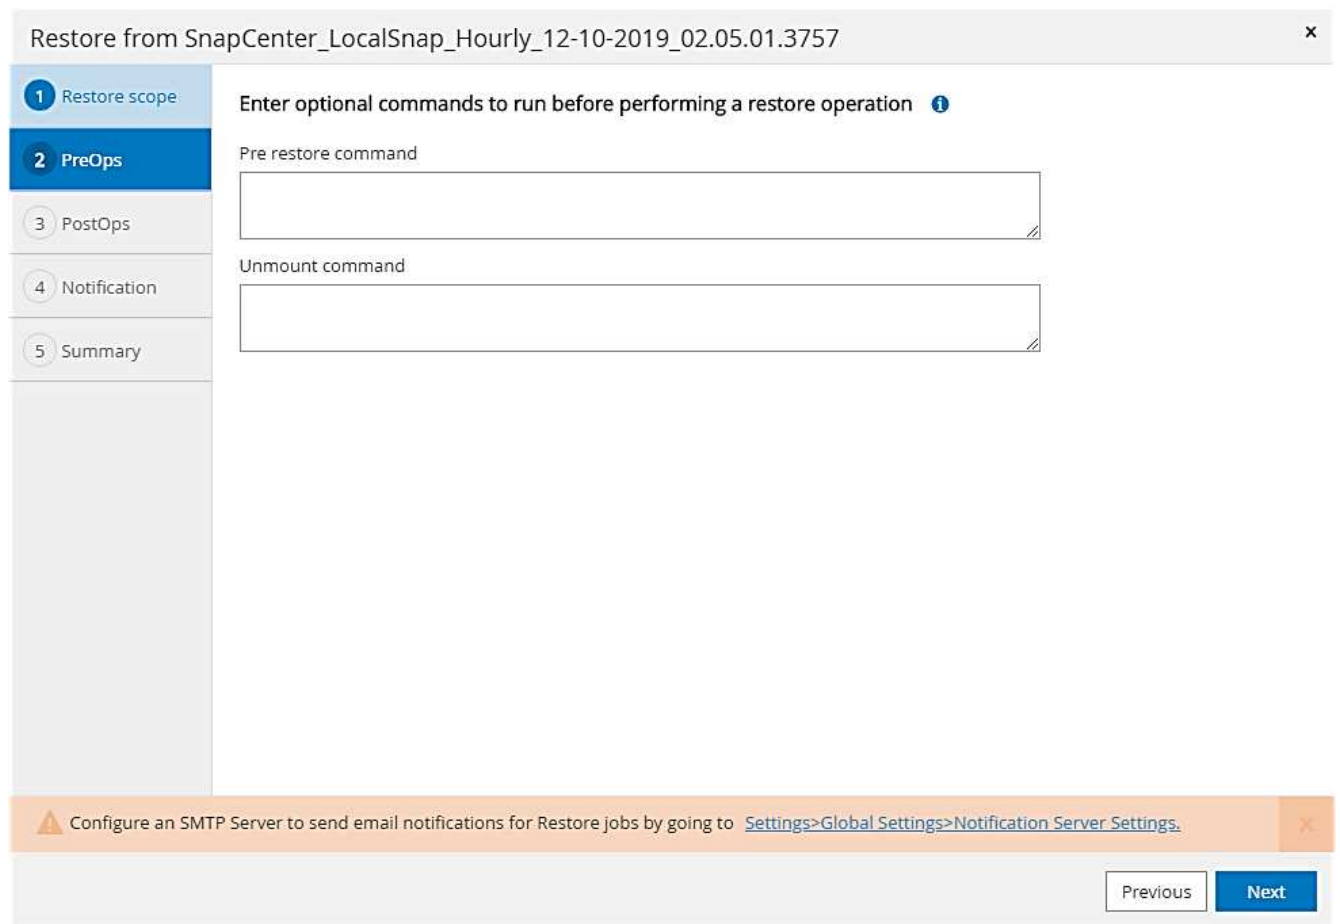 Restore from SnapCenter_LocalSnap_Hourly_12-10-2019_02.05.01.3757 x
1 Restore scope
2 PreOps
3 PostOps
4 Notification
5 Summary
Enter optional commands to run before performing a restore operation i
Pre restore command
Unmount command
Configure an SMTP Server to send email notifications for Restore jobs by going to Settings>Global Settings>Notification Server Settings. x
Previous Next